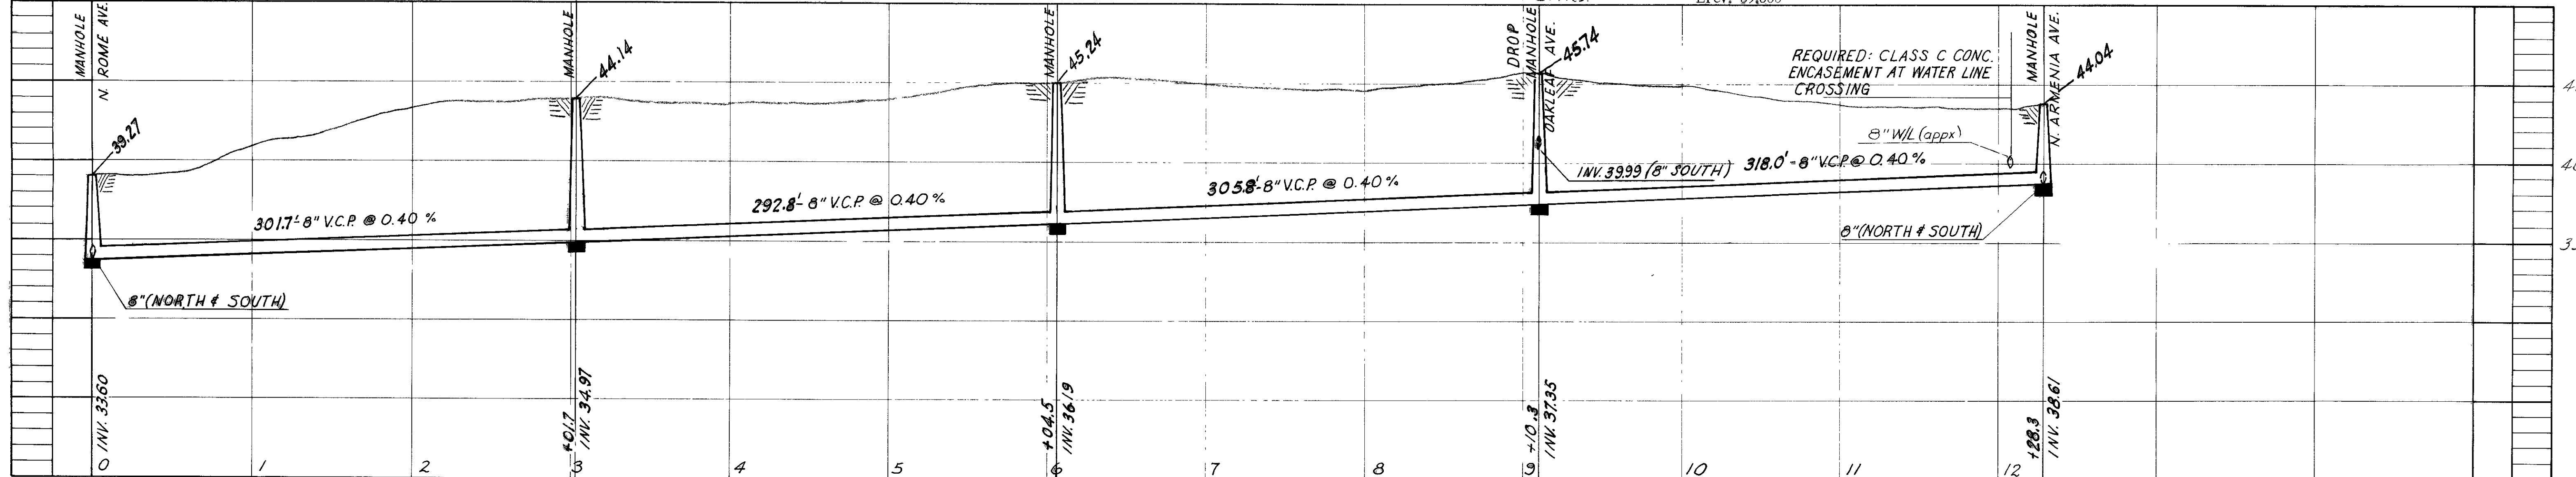 MANHOLE
N. ROME AVE.
MANHOLE
MANHOLE
DROP
MANHOLE
OAKLEAF AVE.
MANHOLE
N. ARMENIA AVE.
39.27
44.14
45.24
45.74
44.04
REQUIRED: CLASS C CONC.
ENCASEMENT AT WATER LINE
CROSSING
8" W/L (appx)
INV. 39.99 (8" SOUTH)
301.7'-8" V.C.P. @ 0.40 %
292.8'-8" V.C.P. @ 0.40 %
305.8'-8" V.C.P. @ 0.40 %
318.0'-8" V.C.P. @ 0.40 %
8" (NORTH & SOUTH)
8" (NORTH & SOUTH)
INV. 33.60
+01.7
INV. 34.97
+04.5
INV. 36.19
+10.3
INV. 37.35
+28.3
INV. 38.61
0 1 2 3 4 5 6 7 8 9 10 11 12